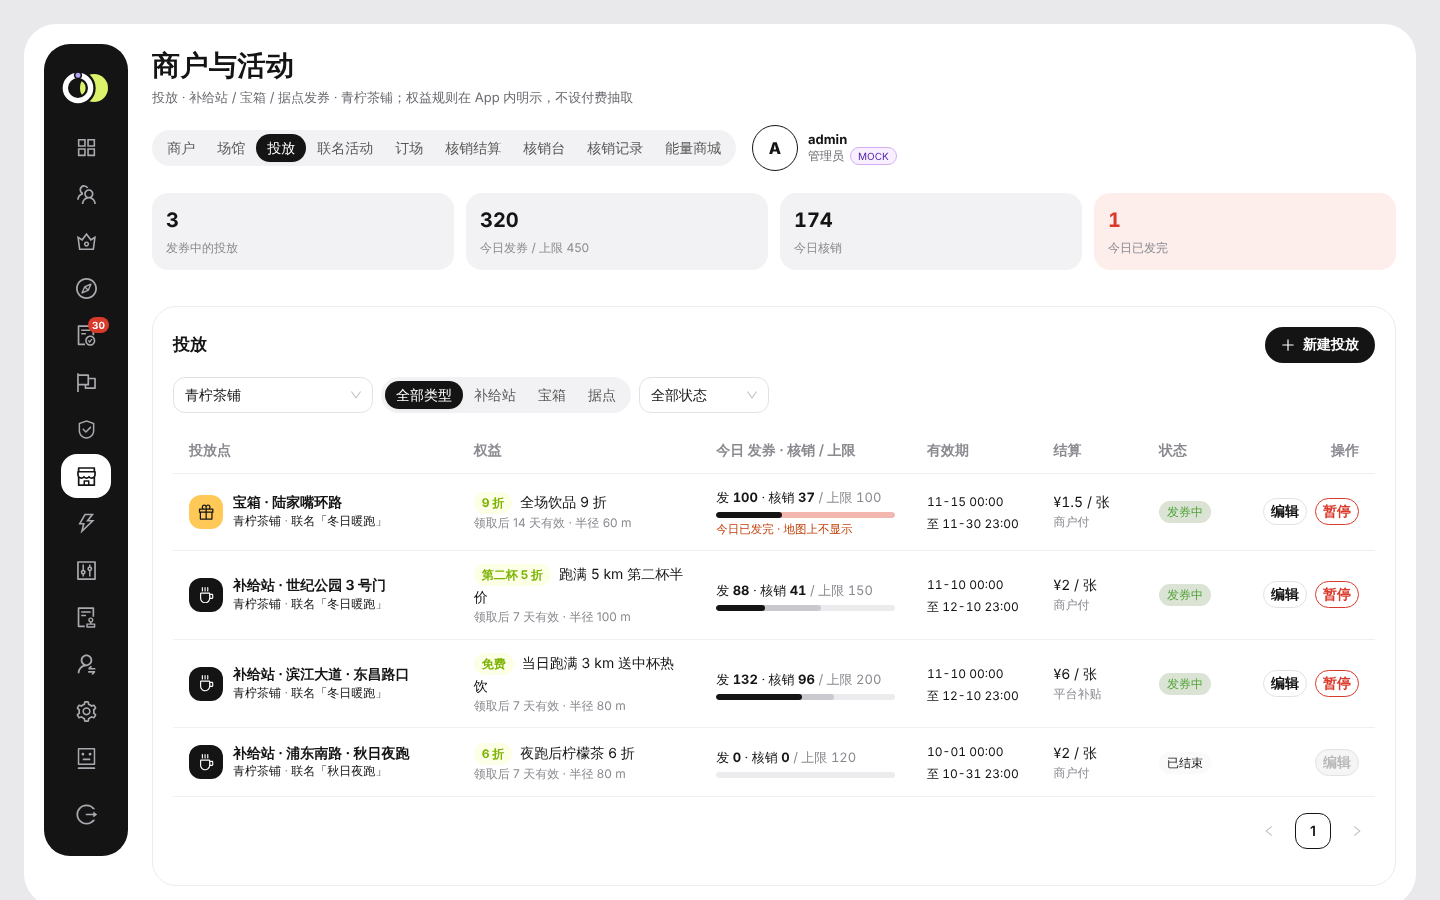 商户与活动
投放 · 补给站 / 宝箱 / 据点发券 · 青柠茶铺；权益规则在 App 内明示，不设付费抽取
商户 场馆 投放 联名活动 订场 核销结算 核销台 核销记录 能量商城
A
admin
管理员 MOCK
3
发券中的投放
320
今日发券 / 上限 450
174
今日核销
1
今日已发完
30
投放
新建投放
青柠茶铺 全部类型 补给站 宝箱 据点 全部状态
投放点 权益 今日 发券 · 核销 / 上限 有效期 结算 状态 操作
宝箱 · 陆家嘴环路
青柠茶铺 · 联名「冬日暖跑」
9 折 全场饮品 9 折
领取后 14 天有效 · 半径 60 m
发 100 · 核销 37 / 上限 100
今日已发完 · 地图上不显示
11-15 00:00
至 11-30 23:00
¥1.5 / 张
商户付
发券中
编辑 暂停
补给站 · 世纪公园 3 号门
青柠茶铺 · 联名「冬日暖跑」
第二杯 5 折 跑满 5 km 第二杯半
价
领取后 7 天有效 · 半径 100 m
发 88 · 核销 41 / 上限 150
11-10 00:00
至 12-10 23:00
¥2 / 张
商户付
发券中
编辑 暂停
补给站 · 滨江大道 · 东昌路口
青柠茶铺 · 联名「冬日暖跑」
免费 当日跑满 3 km 送中杯热
饮
领取后 7 天有效 · 半径 80 m
发 132 · 核销 96 / 上限 200
11-10 00:00
至 12-10 23:00
¥6 / 张
平台补贴
发券中
编辑 暂停
补给站 · 浦东南路 · 秋日夜跑
青柠茶铺 · 联名「秋日夜跑」
6 折 夜跑后柠檬茶 6 折
领取后 7 天有效 · 半径 80 m
发 0 · 核销 0 / 上限 120
10-01 00:00
至 10-31 23:00
¥2 / 张
商户付
已结束
编辑
1